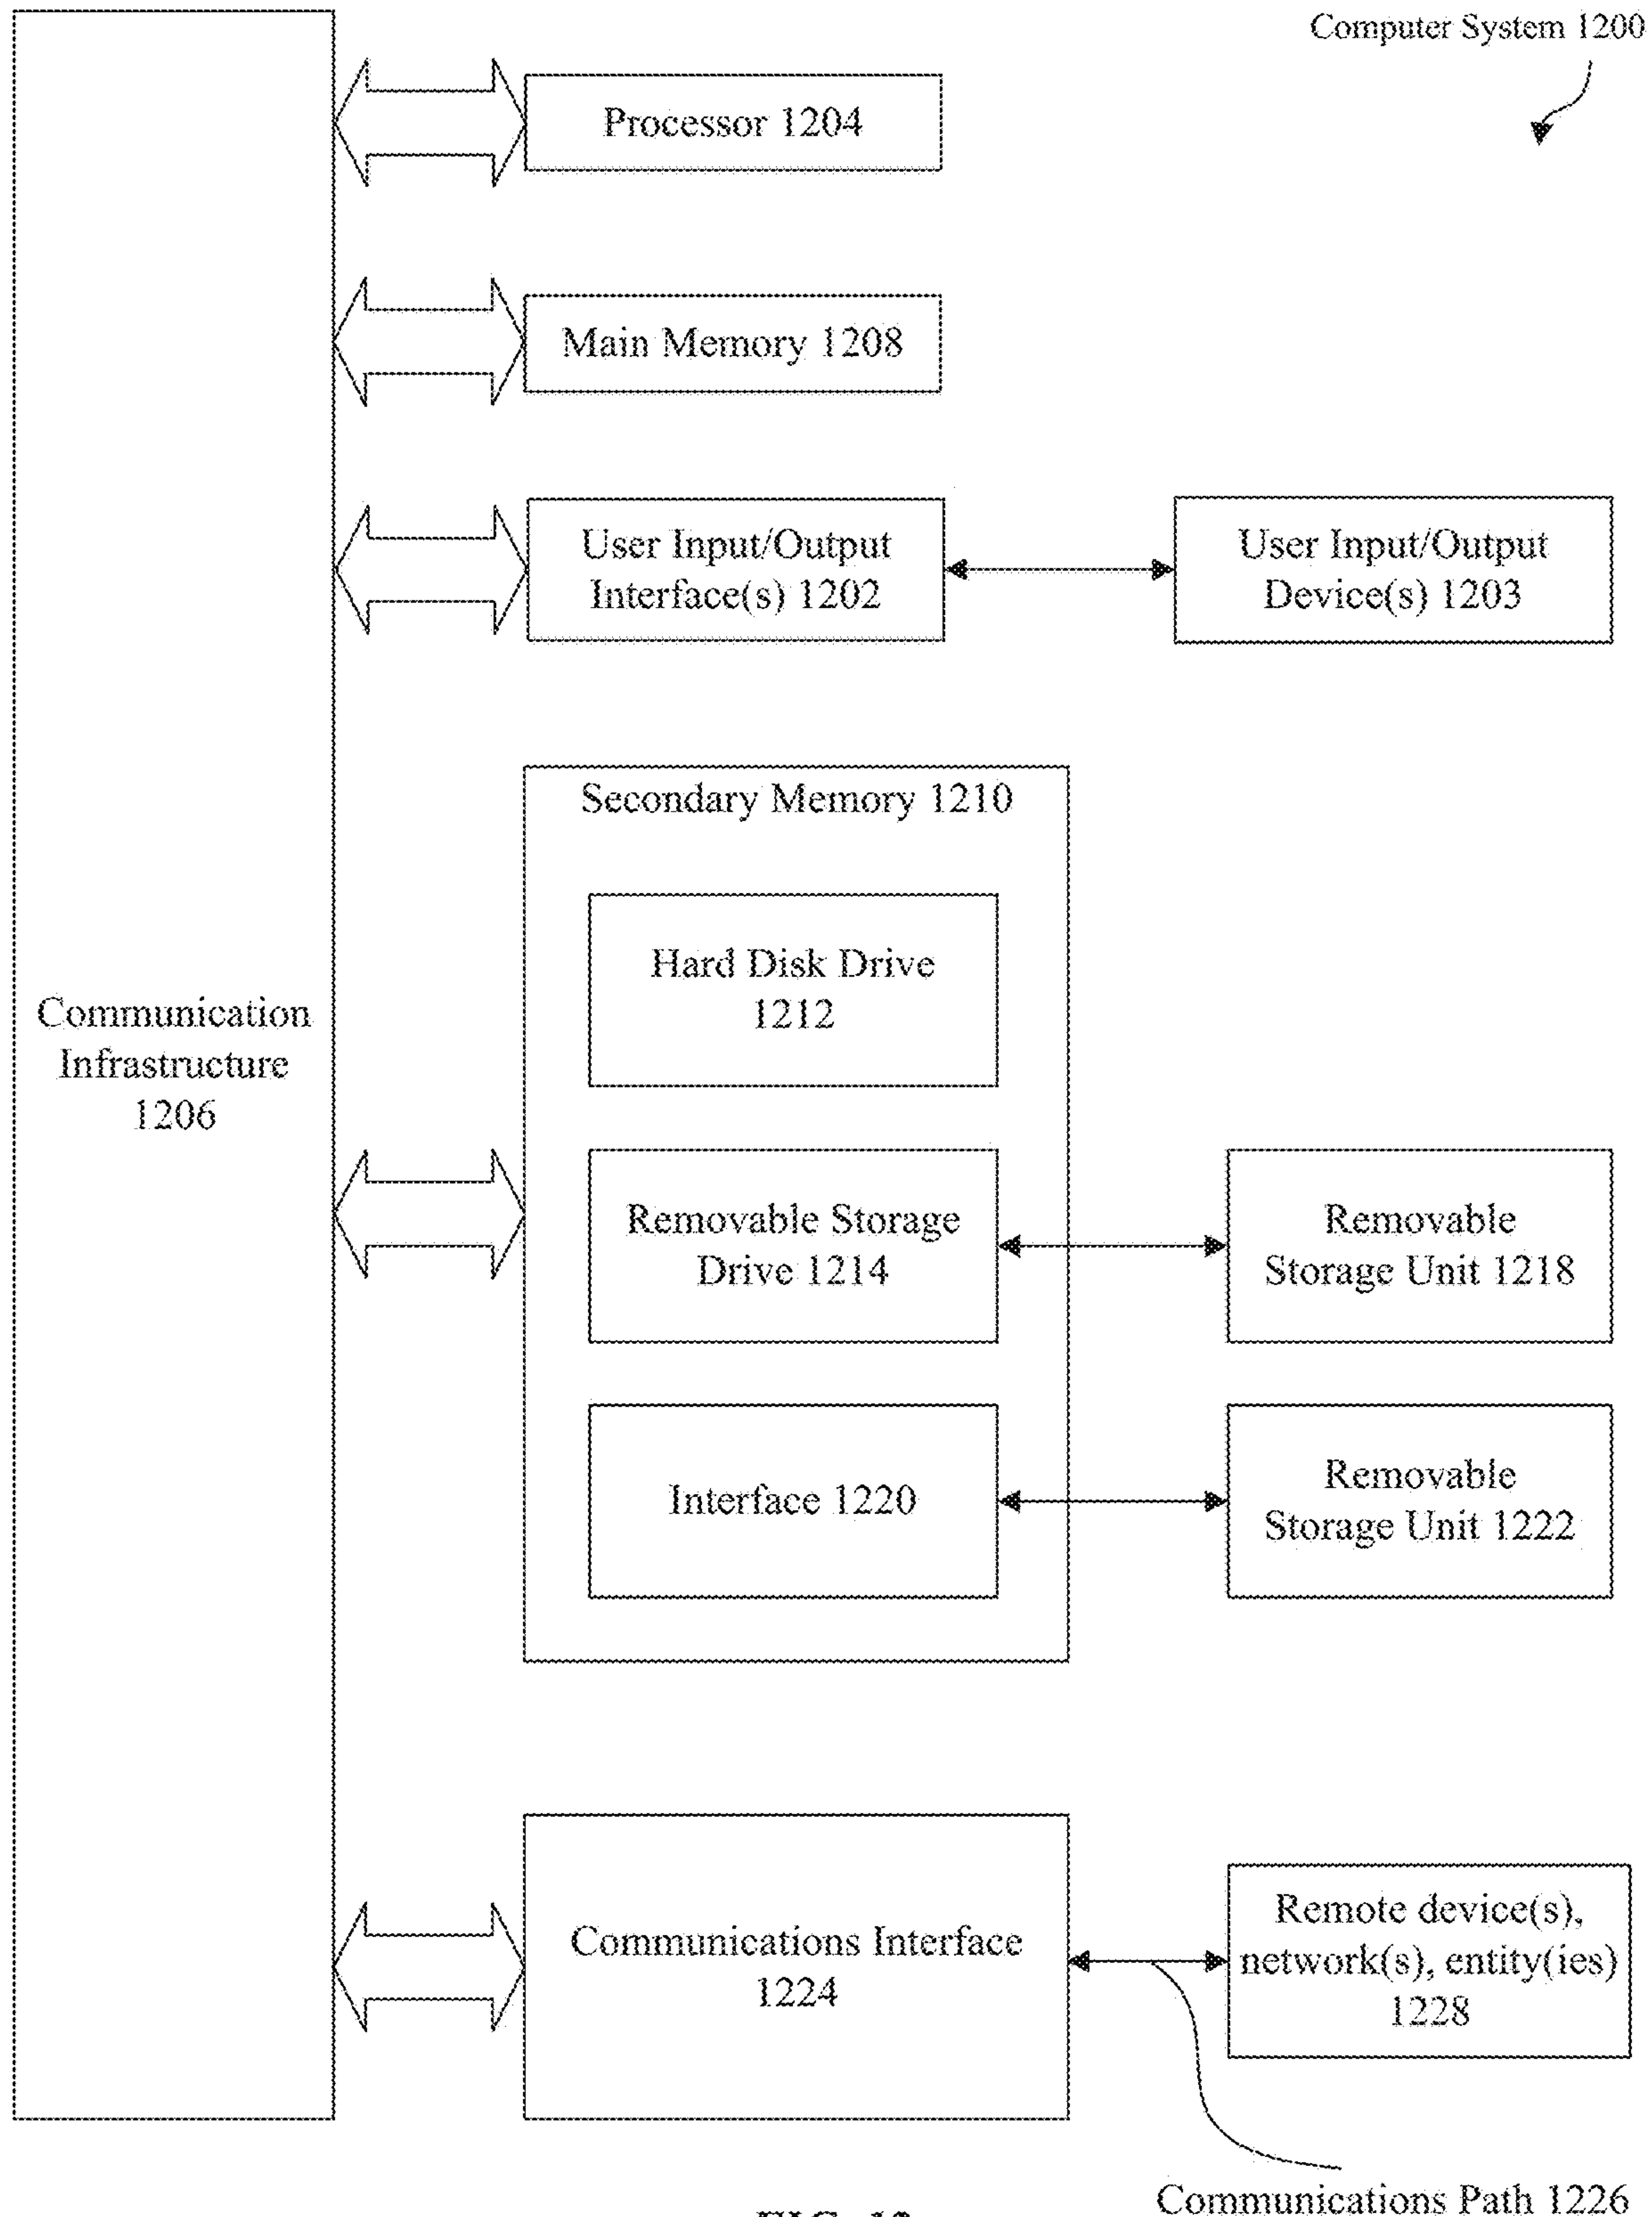 Computer System 1200
Processor 1204
Main Memory 1208
User Input/Output
Interface(s) 1202
User Input/Output
Device(s) 1203
Secondary Memory 1210
Hard Disk Drive
1212
Communication
Infrastructure
1206
Removable Storage
Drive 1214
Removable
Storage Unit 1218
Interface 1220
Removable
Storage Unit 1222
Communications Interface
1224
Remote device(s),
network(s), entity(ies)
1228
Communications Path 1226